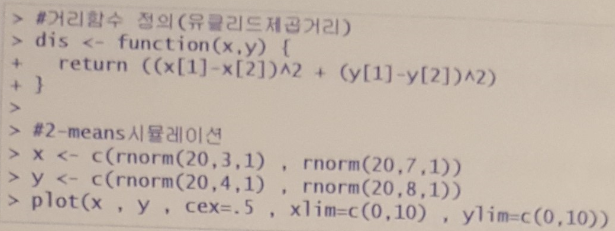 > #거리함수 정의(유클리드제곱거리)
> dis <- function(x,y) {
+   return ((x[1]-x[2])^2 + (y[1]-y[2])^2)
+ }
>
> #2-means시뮬레이션
> x <- c(rnorm(20,3,1) , rnorm(20,7,1))
> y <- c(rnorm(20,4,1) , rnorm(20,8,1))
> plot(x , y , cex=.5 , xlim=c(0,10) , ylim=c(0,10))